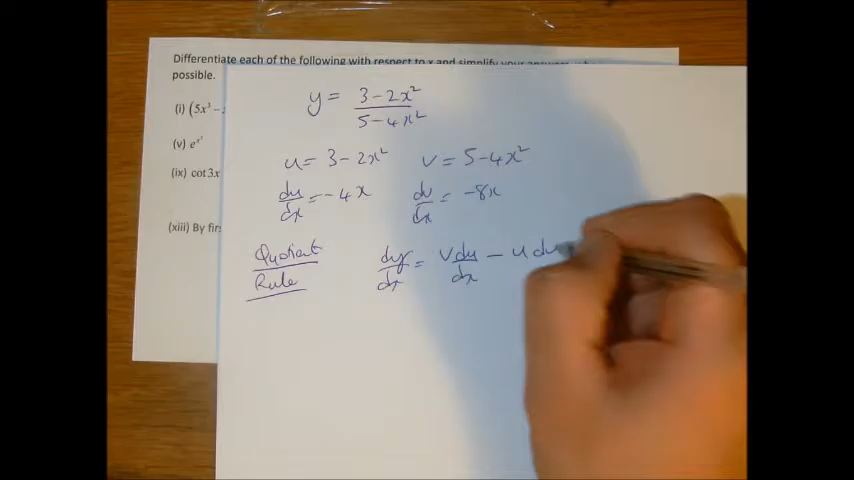 Differentiate each of the following with respect to x and simplify your answers
possible.
(i) (5x³ –
(v)
(ix) cot 3x
(xiii) By firs
y = 3 - 2x² / 5 - 4x²
u = 3 - 2x² v = 5 - 4x²
du/dx = - 4x dv/dx = - 8x
Quotient Rule dy/dx = v du/dx - u dv